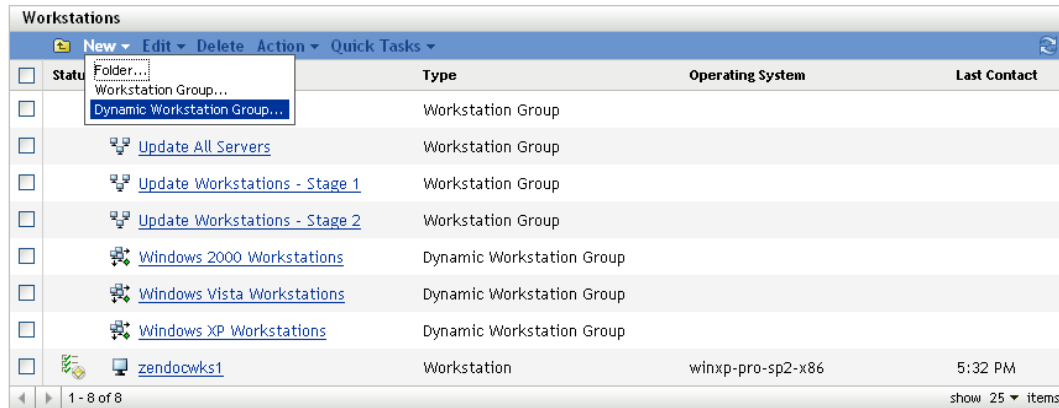 Workstations
New Edit Delete Action Quick Tasks
Statu Type Operating System Last Contact
Folder...
Workstation Group...
Dynamic Workstation Group...
Workstation Group
Update All Servers Workstation Group
Update Workstations - Stage 1 Workstation Group
Update Workstations - Stage 2 Workstation Group
Windows 2000 Workstations Dynamic Workstation Group
Windows Vista Workstations Dynamic Workstation Group
Windows XP Workstations Dynamic Workstation Group
zendocwks1 Workstation winxp-pro-sp2-x86 5:32 PM
1 - 8 of 8 show 25 items